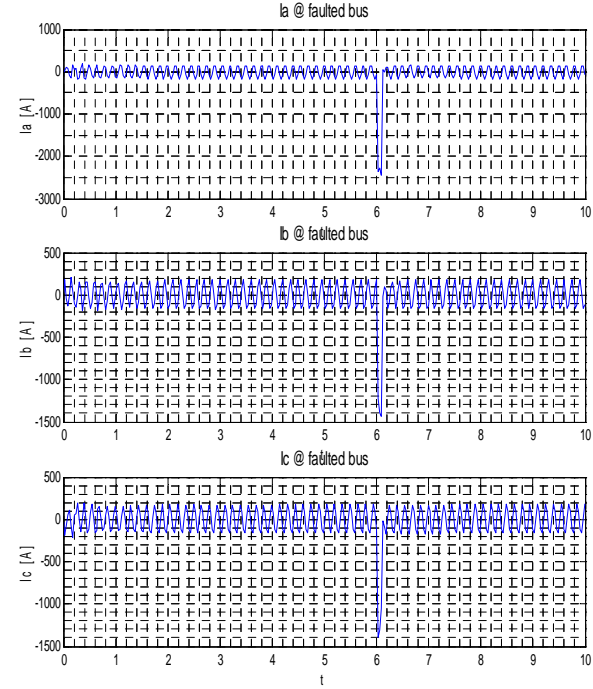 Ia @ faulted bus
1000
0
-1000
-2000
-3000
Ia [A]
0 1 2 3 4 5 6 7 8 9 10
Ib @ faulted bus
500
0
-500
-1000
-1500
Ib [A]
0 1 2 3 4 5 6 7 8 9 10
Ic @ faulted bus
500
0
-500
-1000
-1500
Ic [A]
0 1 2 3 4 5 6 7 8 9 10
t